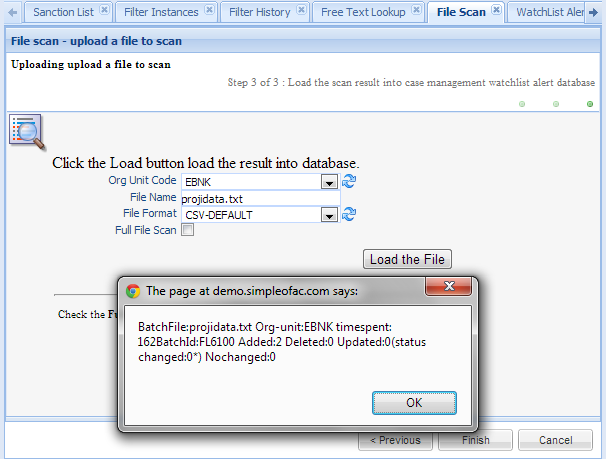 Sanction List Filter Instances Filter History Free Text Lookup File Scan WatchList Aler
File scan - upload a file to scan
Uploading upload a file to scan
Step 3 of 3 : Load the scan result into case management watchlist alert database
Click the Load button load the result into database.
Org Unit Code EBNK
File Name projidata.txt
File Format CSV-DEFAULT
Full File Scan
Load the File
Check the Fu
The page at demo.simpleofac.com says:
BatchFile:projidata.txt Org-unit:EBNK timespent:
162BatchId:FL6100 Added:2 Deleted:0 Updated:0(status
changed:0*) Nochanged:0
OK
< Previous Finish Cancel